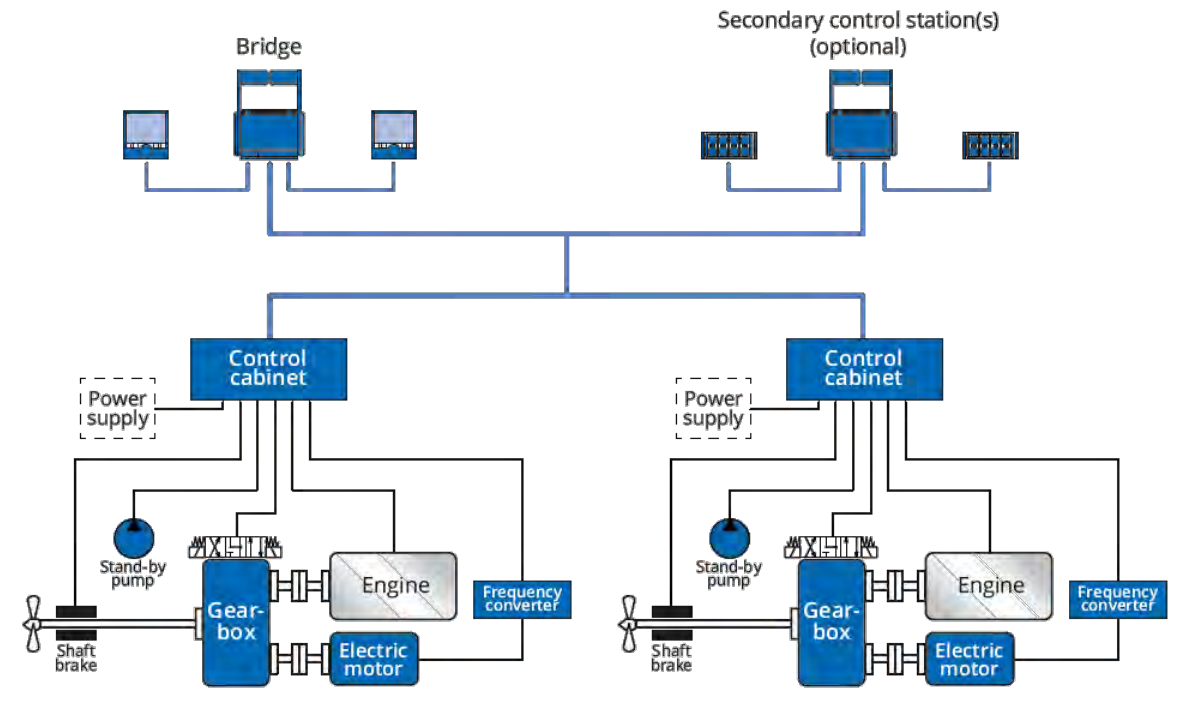 Secondary control station(s)
(optional)
Bridge
Control
cabinet
Control
cabinet
Power
supply
Power
supply
Stand-by
pump
Stand-by
pump
Engine
Engine
Gear-
box
Gear-
box
Frequency
converter
Frequency
converter
Shaft
brake
Electric
motor
Shaft
brake
Electric
motor